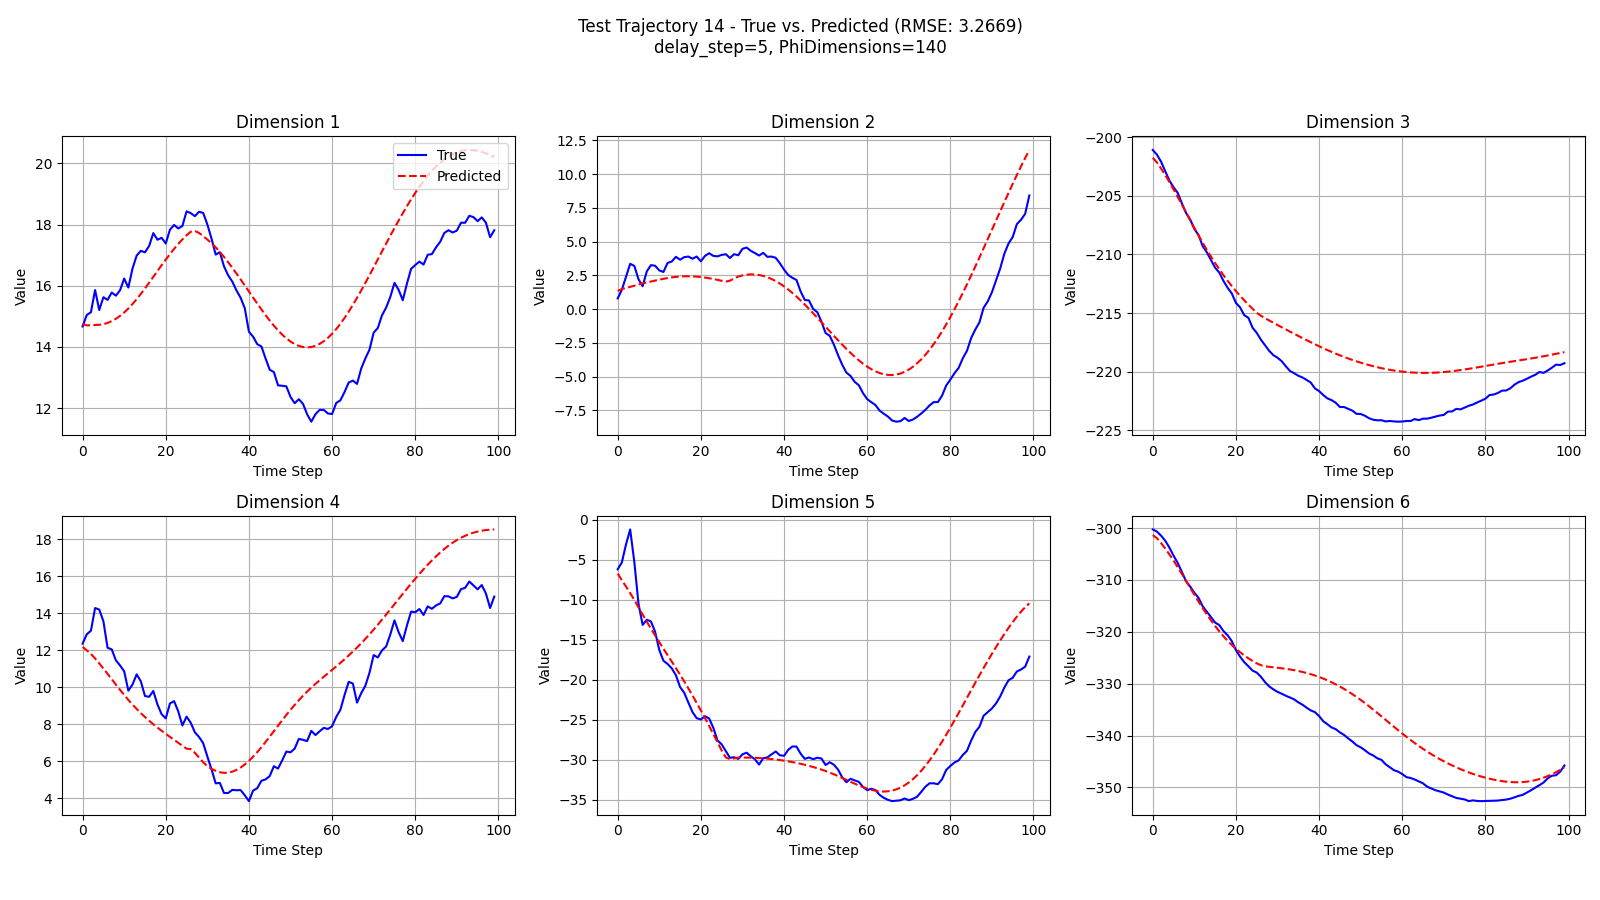 Test Trajectory 14 - True vs. Predicted (RMSE: 3.2669)
delay_step=5, PhiDimensions=140
Dimension 1
True
Predicted
Value
20
18
16
14
12
0 20 40 60 80 100
Time Step
Dimension 2
Value
12.5
10.0
7.5
5.0
2.5
0.0
−2.5
−5.0
−7.5
0 20 40 60 80 100
Time Step
Dimension 3
Value
−200
−205
−210
−215
−220
−225
0 20 40 60 80 100
Time Step
Dimension 4
Value
18
16
14
12
10
8
6
4
0 20 40 60 80 100
Time Step
Dimension 5
Value
0
−5
−10
−15
−20
−25
−30
−35
0 20 40 60 80 100
Time Step
Dimension 6
Value
−300
−310
−320
−330
−340
−350
0 20 40 60 80 100
Time Step